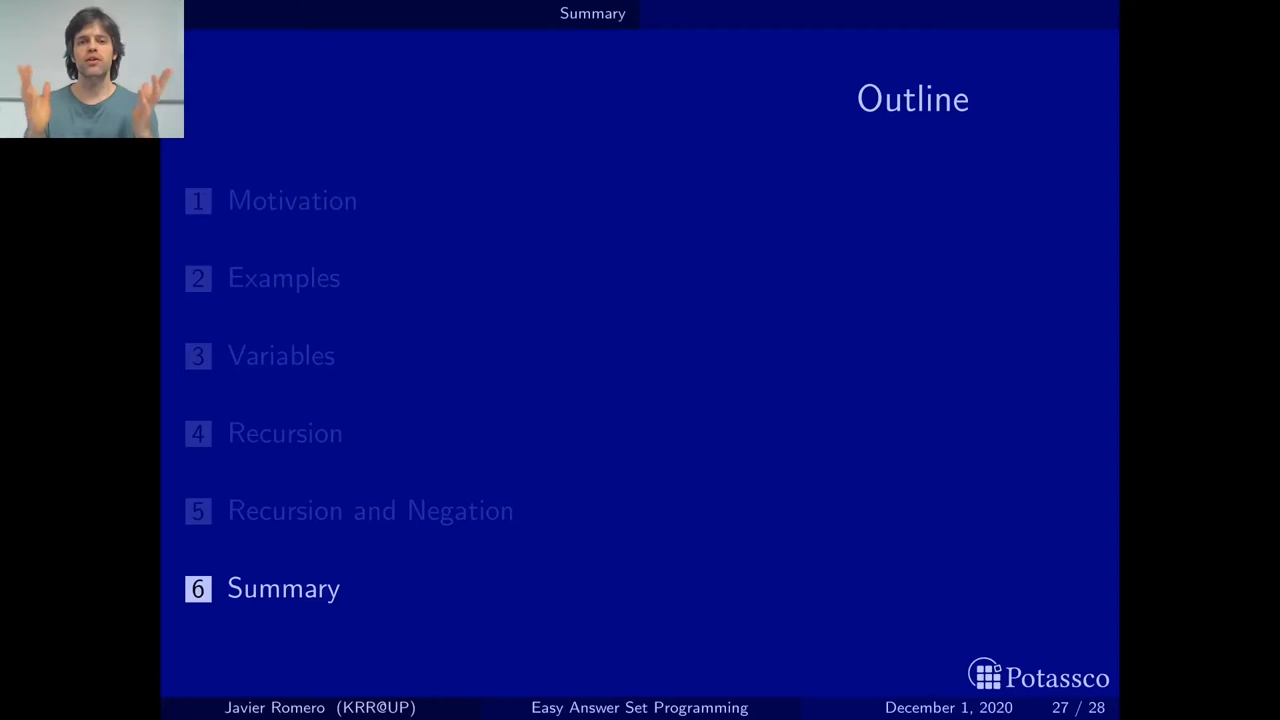 Summary
Outline
1 Motivation
2 Examples
3 Variables
4 Recursion
5 Recursion and Negation
6 Summary
Potassco
Javier Romero (KRR@UP) Easy Answer Set Programming December 1, 2020 27 / 28